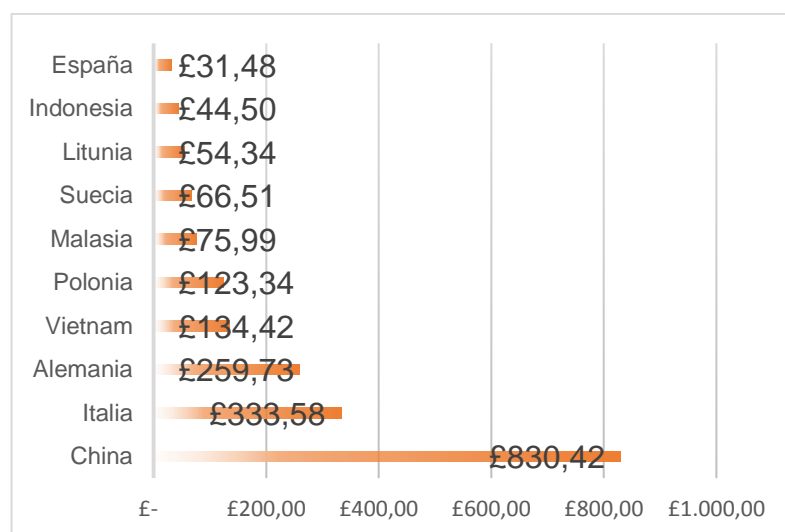 España £31,48
Indonesia £44,50
Litunia £54,34
Suecia £66,51
Malasia £75,99
Polonia £123,34
Vietnam £134,42
Alemania £259,73
Italia £333,58
China £830,42
£- £200,00 £400,00 £600,00 £800,00 £1.000,00